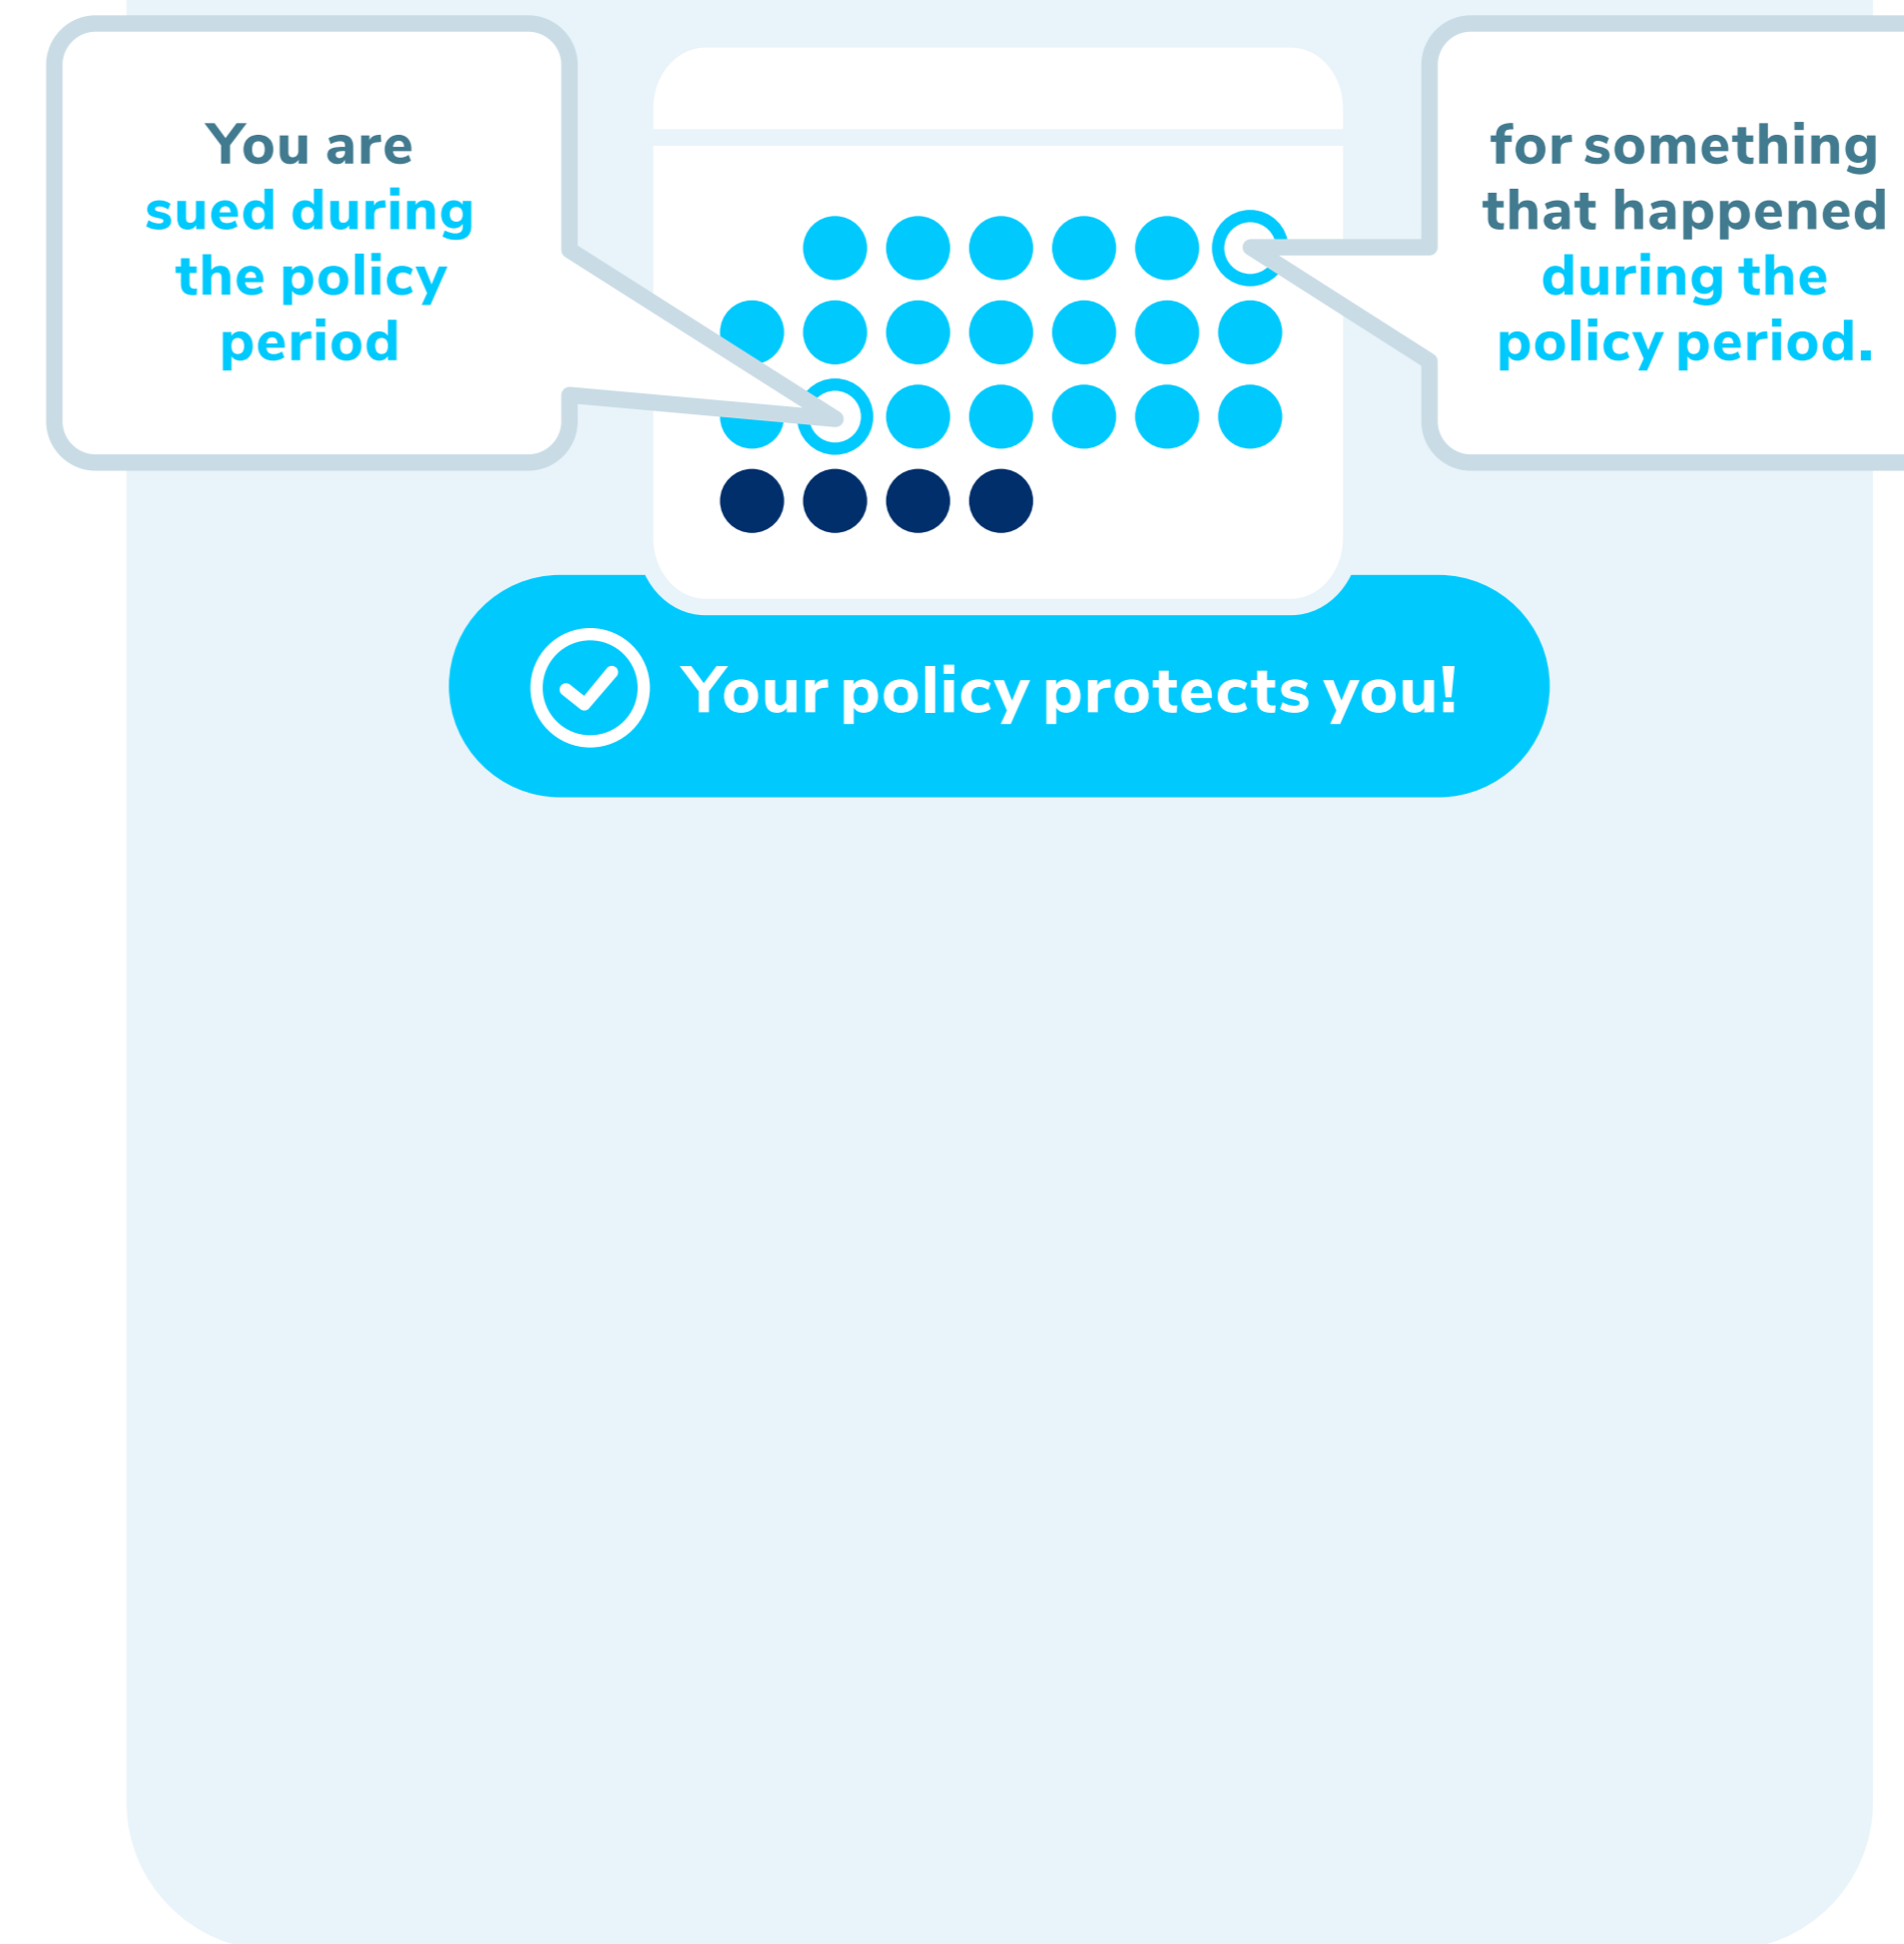 You are
sued during
the policy
period
for something
that happened
during the
policy period.
Your policy protects you!